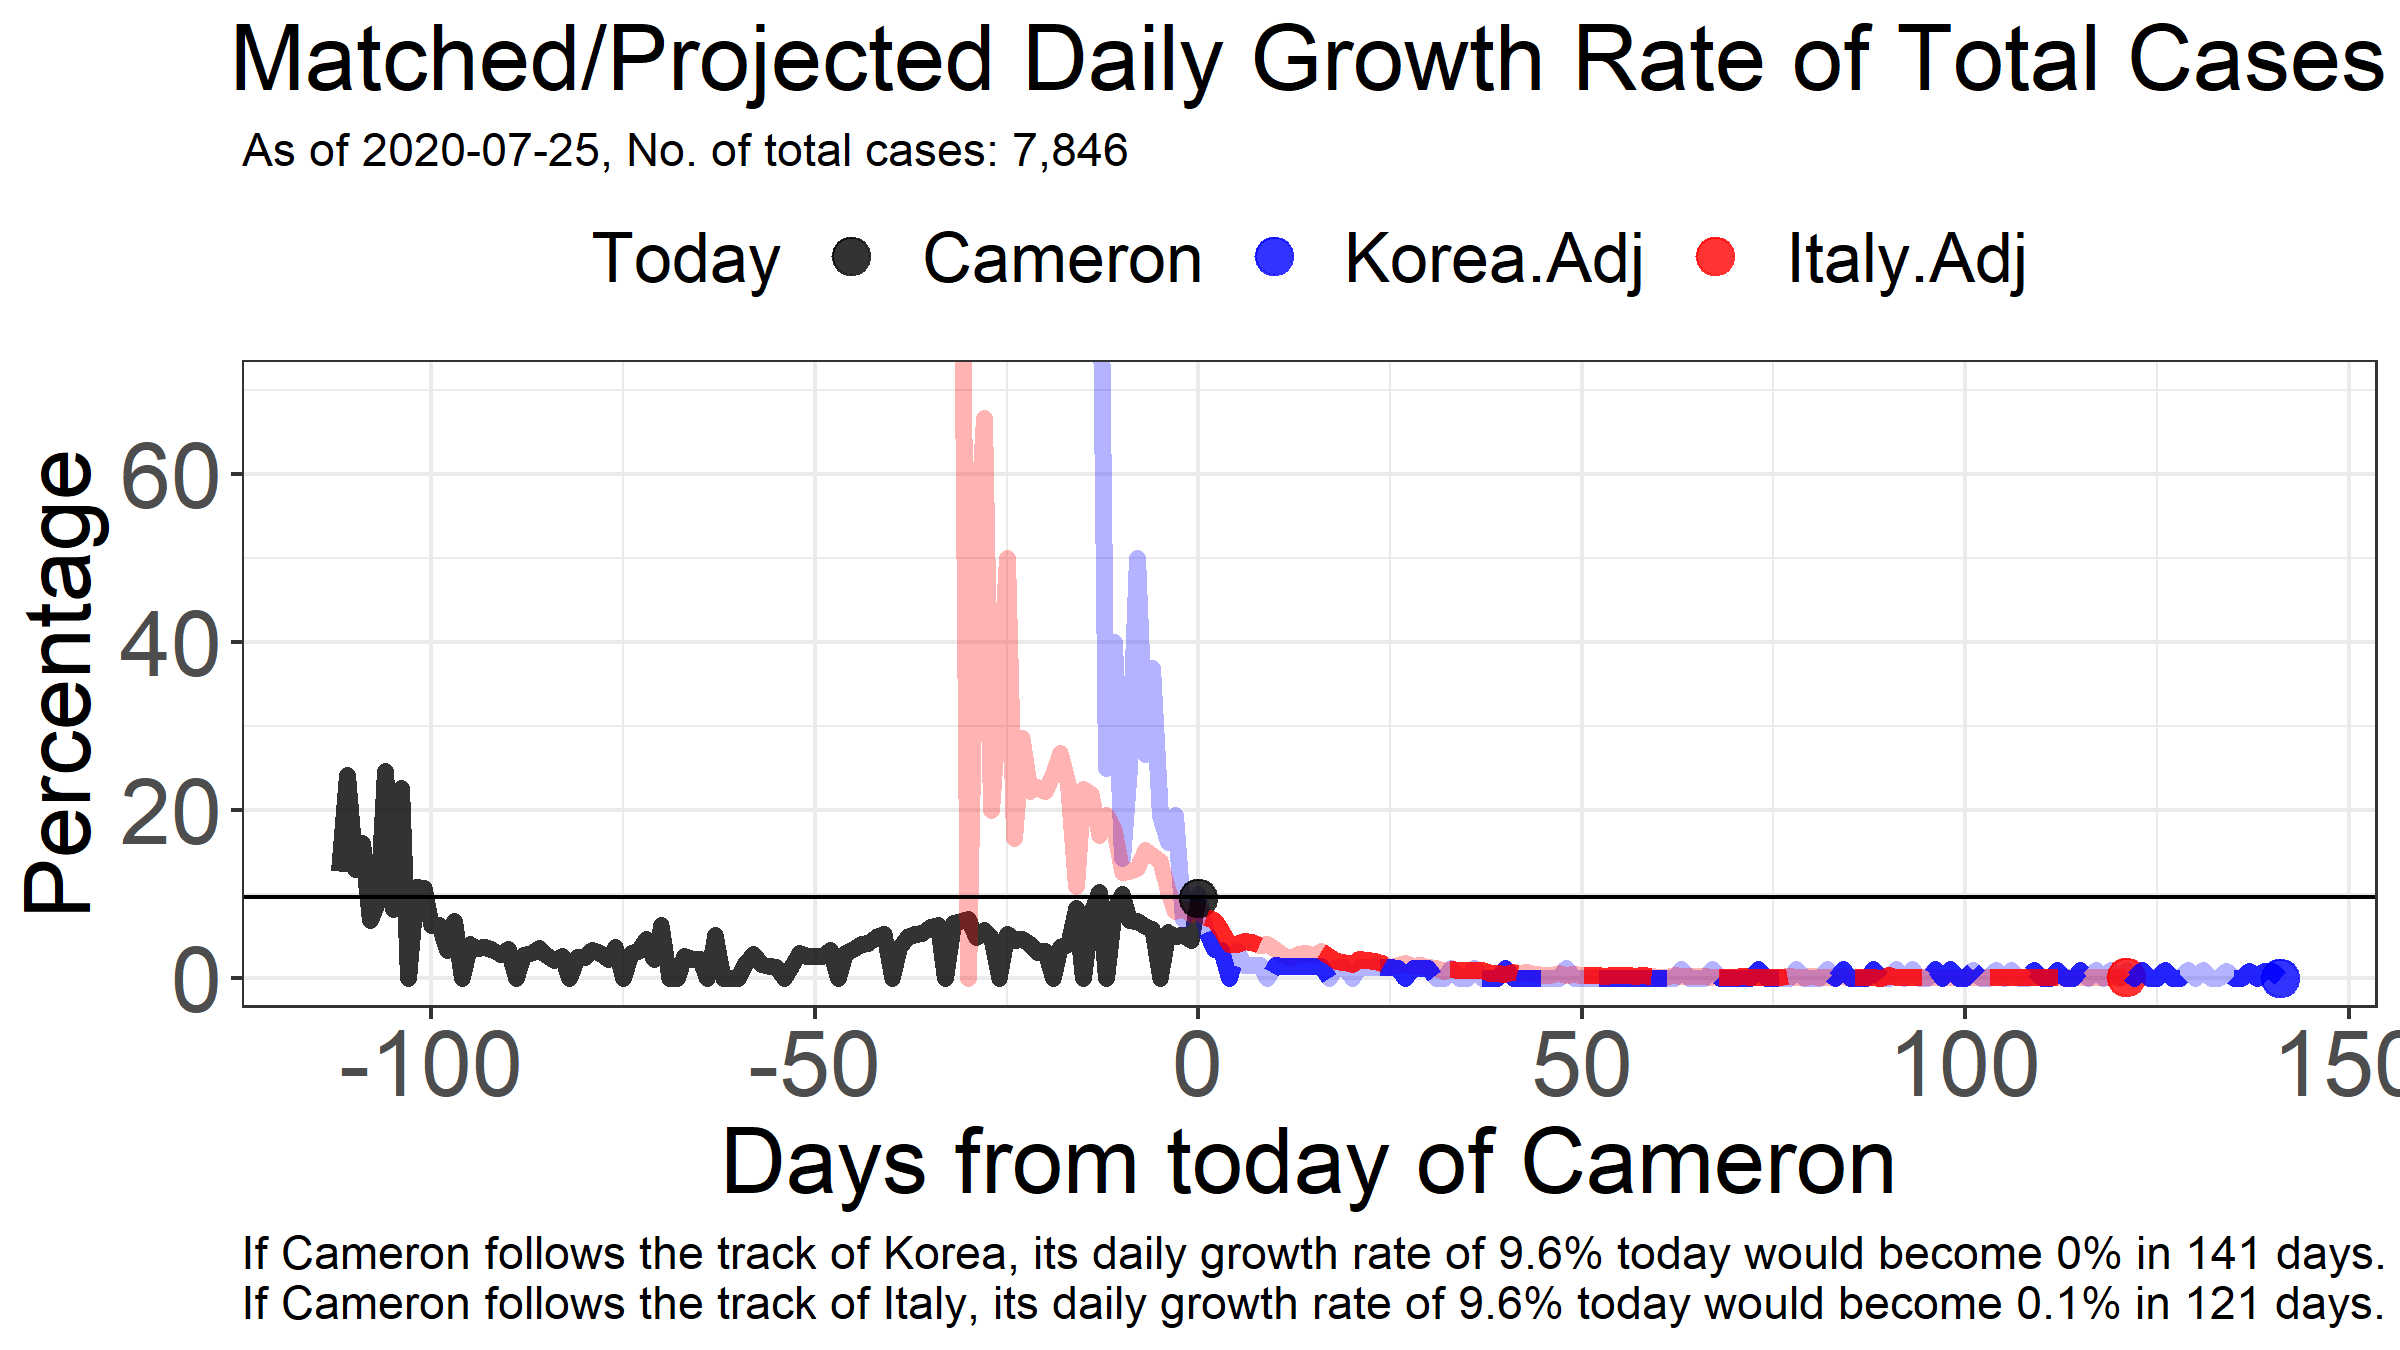 Matched/Projected Daily Growth Rate of Total Cases
As of 2020-07-25, No. of total cases: 7,846
Today Cameron Korea.Adj Italy.Adj
Percentage
60
40
20
0
-100 -50 0 50 100 150
Days from today of Cameron
If Cameron follows the track of Korea, its daily growth rate of 9.6% today would become 0% in 141 days.
If Cameron follows the track of Italy, its daily growth rate of 9.6% today would become 0.1% in 121 days.